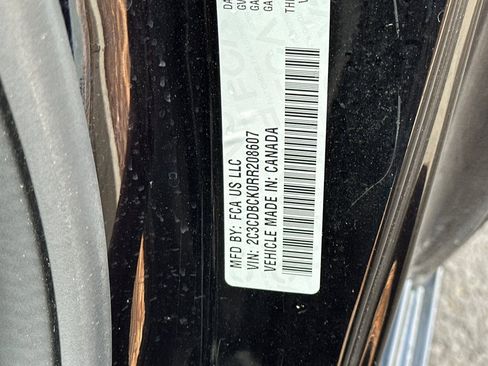 MFD BY: FCA US LLC
VIN: 2C3CDBCK0RR208607
VEHICLE MADE IN: CANADA